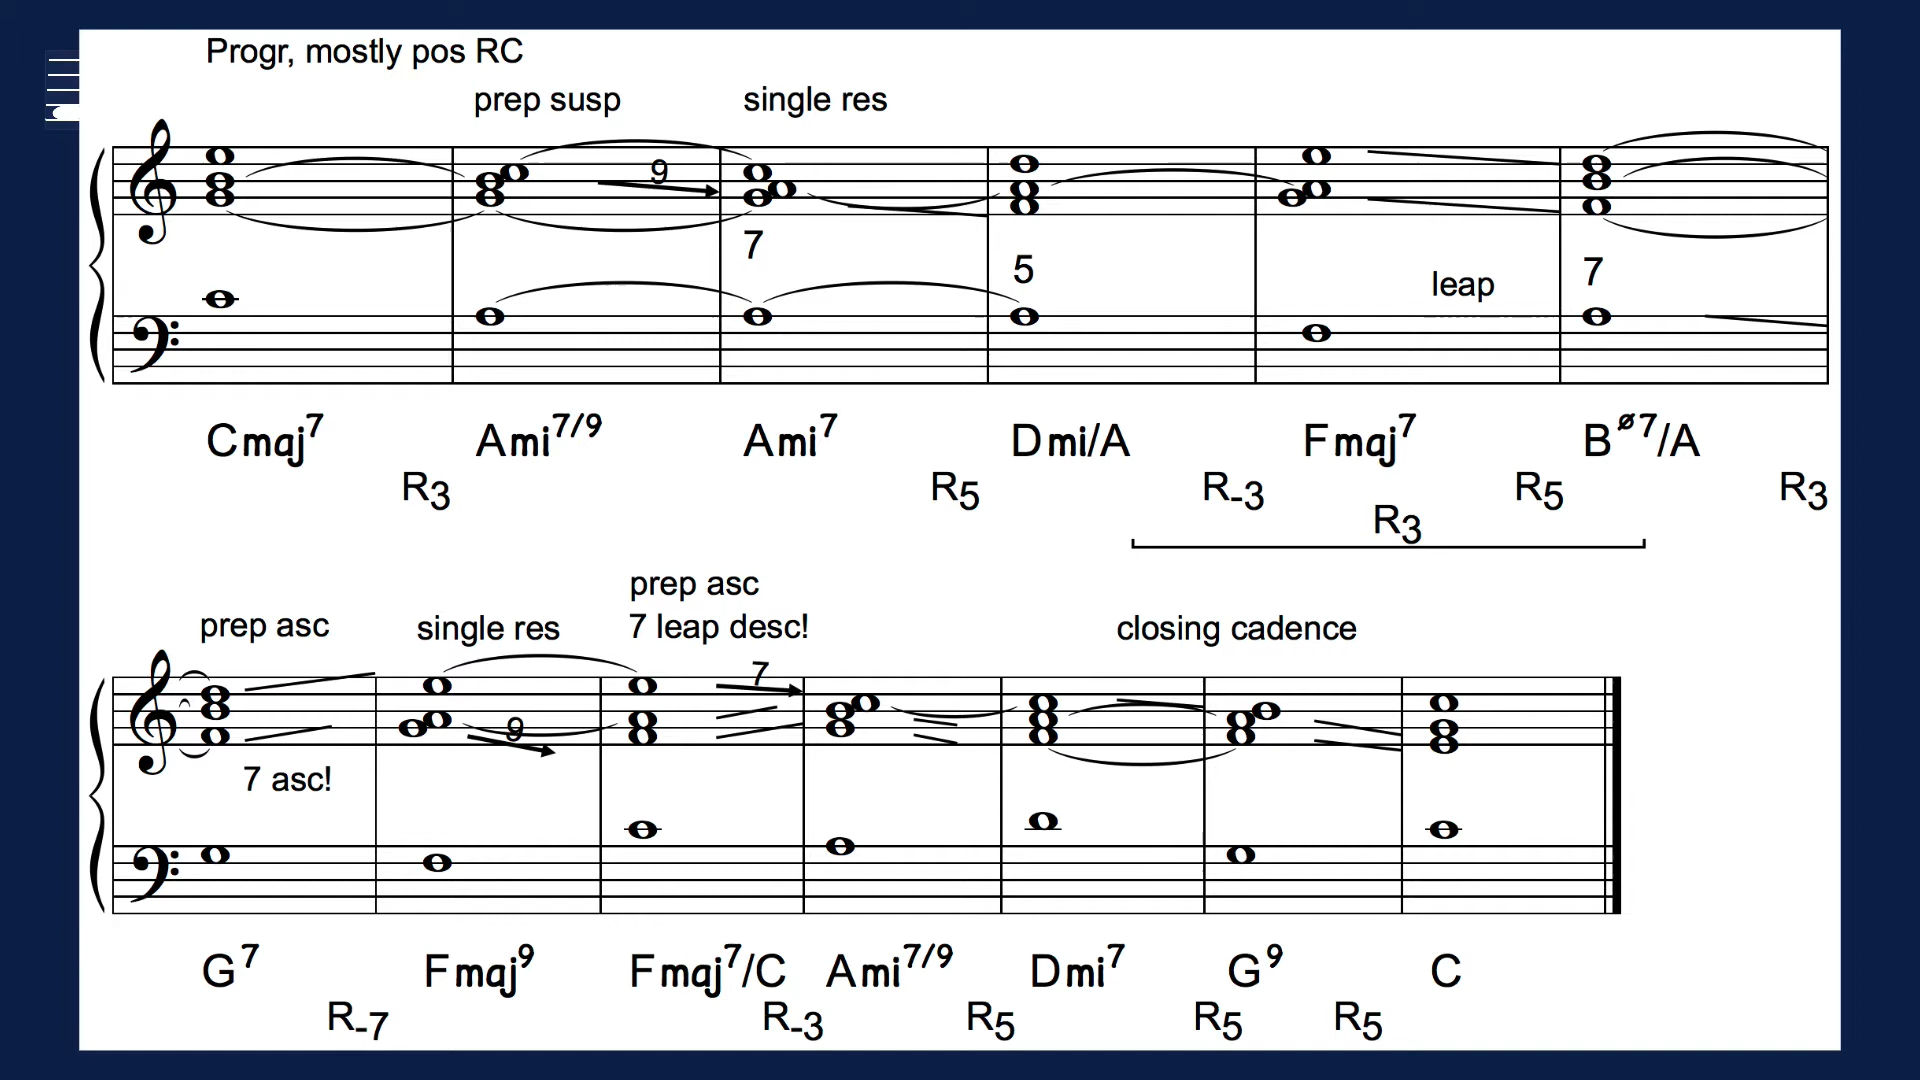 Progr, mostly pos RC
prep susp single res
9
7 5 leap 7
Cmaj7 Ami7/9 Ami7 Dmi/A Fmaj7 Bø7/A
R3 R5 R-3 R5 R3
R3
prep asc
prep asc single res 7 leap desc! closing cadence
7
9
7 asc!
G7 Fmaj9 Fmaj7/C Ami7/9 Dmi7 G9 C
R-7 R-3 R5 R5 R5